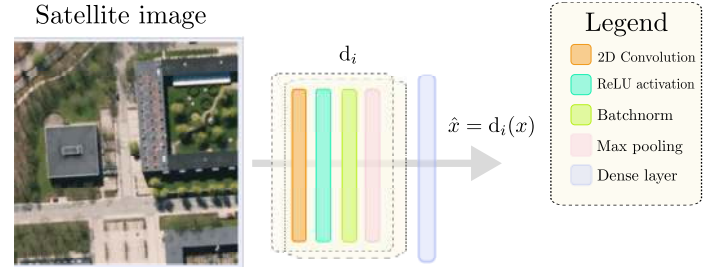 Satellite image
d_i
x̂ = d_i(x)
Legend
2D Convolution
ReLU activation
Batchnorm
Max pooling
Dense layer